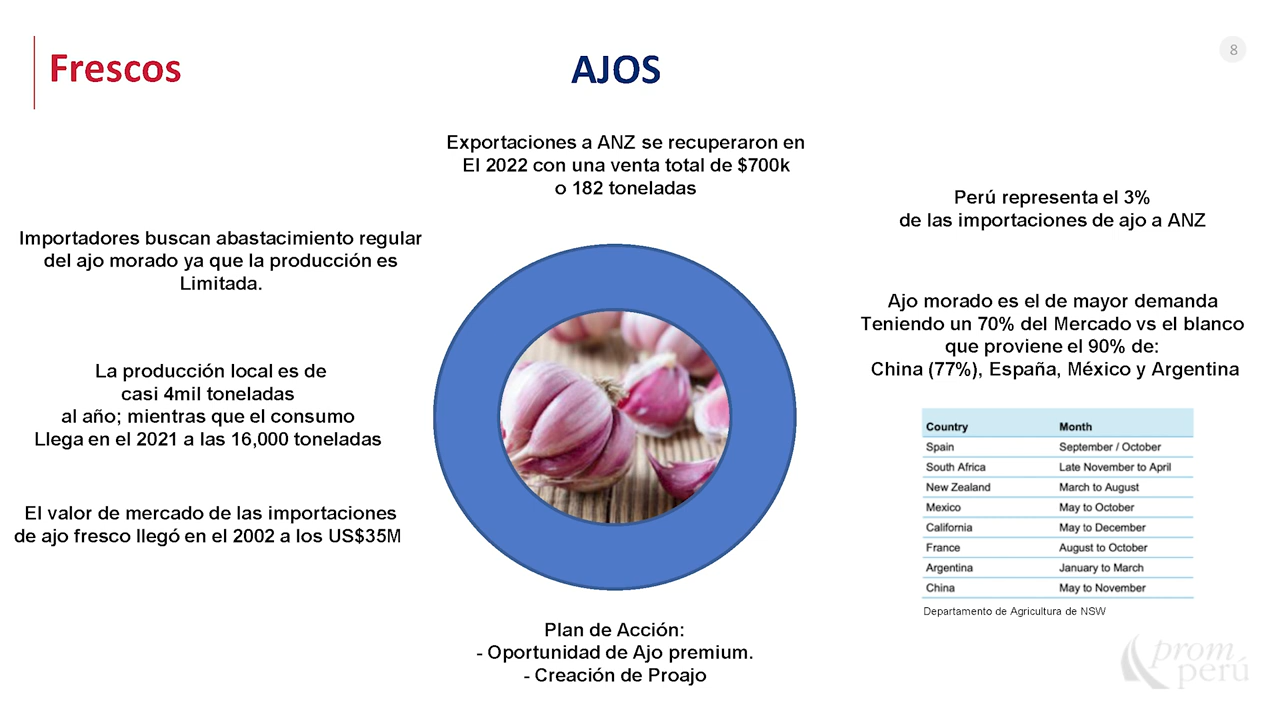 Frescos
AJOS
8
Exportaciones a ANZ se recuperaron en
El 2022 con una venta total de $700k
o 182 toneladas
Importadores buscan abastacimiento regular
del ajo morado ya que la producción es
Limitada.
La producción local es de
casi 4mil toneladas
al año; mientras que el consumo
Llega en el 2021 a las 16,000 toneladas
El valor de mercado de las importaciones
de ajo fresco llegó en el 2002 a los US$35M
Perú representa el 3%
de las importaciones de ajo a ANZ
Ajo morado es el de mayor demanda
Teniendo un 70% del Mercado vs el blanco
que proviene el 90% de:
China (77%), España, México y Argentina
Country Month
Spain September / October
South Africa Late November to April
New Zealand March to August
Mexico May to October
California May to December
France August to October
Argentina January to March
China May to November
Departamento de Agricultura de NSW
Plan de Acción:
- Oportunidad de Ajo premium.
- Creación de Proajo
prom
perú